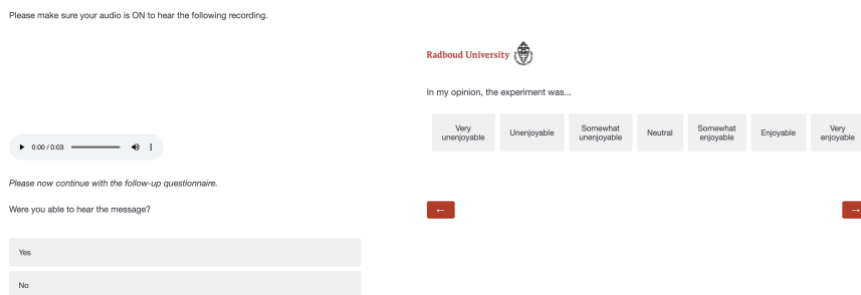 Please make sure your audio is ON to hear the following recording.
0:00 / 0:03
Please now continue with the follow-up questionnaire.
Were you able to hear the message?
Yes
No
Radboud University
In my opinion, the experiment was...
Very unenjoyable
Unenjoyable
Somewhat unenjoyable
Neutral
Somewhat enjoyable
Enjoyable
Very enjoyable
←
→